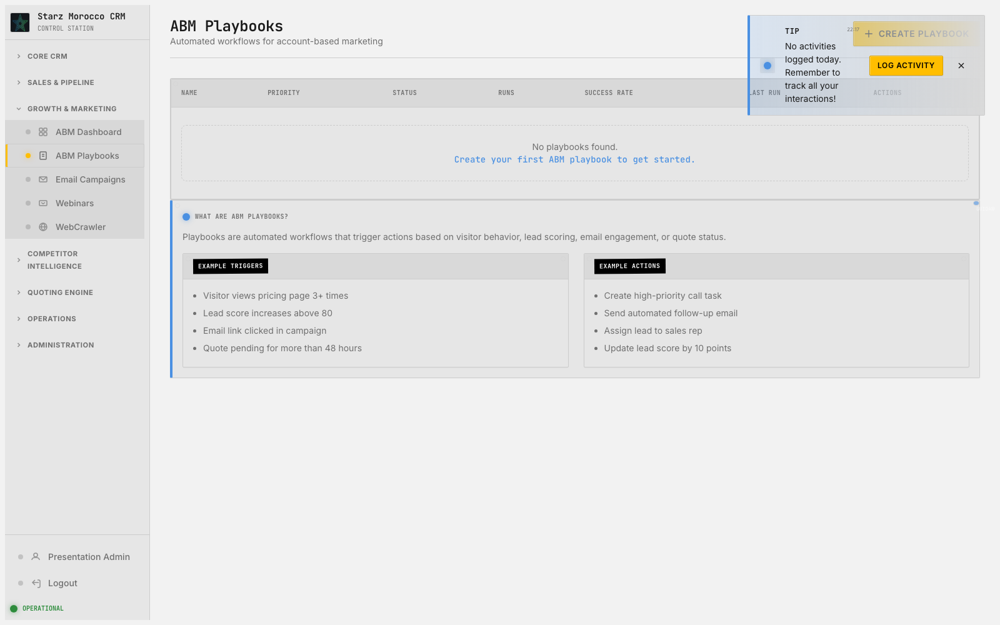 Starz Morocco CRM
CONTROL STATION
CORE CRM
SALES & PIPELINE
GROWTH & MARKETING
ABM Dashboard
ABM Playbooks
Email Campaigns
Webinars
WebCrawler
COMPETITOR
INTELLIGENCE
QUOTING ENGINE
OPERATIONS
ADMINISTRATION
Presentation Admin
Logout
OPERATIONAL
ABM Playbooks
Automated workflows for account-based marketing
CREATE PLAYBOOK
TIP
22:17
No activities
logged today.
Remember to
track all your
interactions!
LOG ACTIVITY
NAME PRIORITY STATUS RUNS SUCCESS RATE LAST RUN ACTIONS
No playbooks found.
Create your first ABM playbook to get started.
WHAT ARE ABM PLAYBOOKS?
Playbooks are automated workflows that trigger actions based on visitor behavior, lead scoring, email engagement, or quote status.
EXAMPLE TRIGGERS
Visitor views pricing page 3+ times
Lead score increases above 80
Email link clicked in campaign
Quote pending for more than 48 hours
EXAMPLE ACTIONS
Create high-priority call task
Send automated follow-up email
Assign lead to sales rep
Update lead score by 10 points